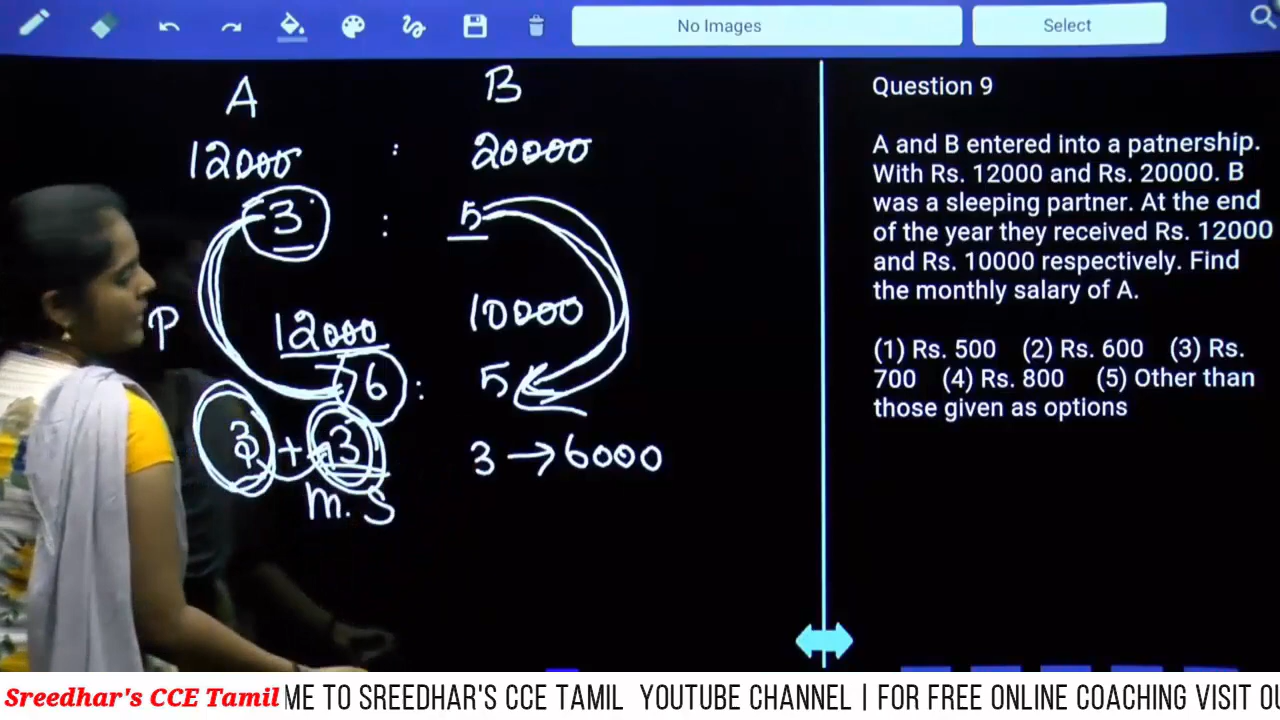 No Images
Select
A B
12000 : 20000
3 : 5
P 12000 10000
6 : 5
3 + 3 3 → 6000
P
m.S
Question 9
A and B entered into a patnership.
With Rs. 12000 and Rs. 20000. B
was a sleeping partner. At the end
of the year they received Rs. 12000
and Rs. 10000 respectively. Find
the monthly salary of A.
(1) Rs. 500 (2) Rs. 600 (3) Rs.
700 (4) Rs. 800 (5) Other than
those given as options
Sreedhar's CCE Tamil ME TO SREEDHAR'S CCE TAMIL YOUTUBE CHANNEL | FOR FREE ONLINE COACHING VISIT OU